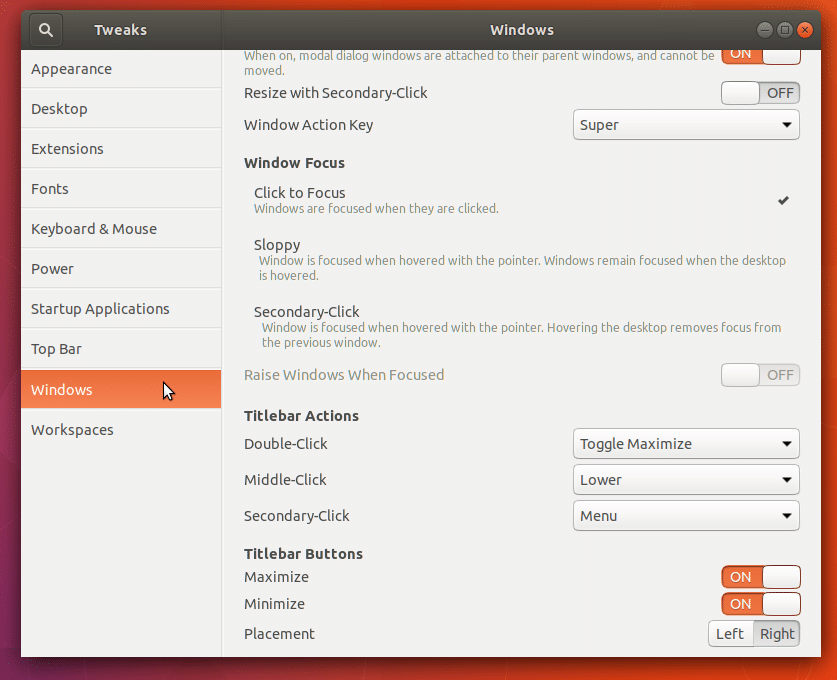 Tweaks
Windows
Appearance
Desktop
Extensions
Fonts
Keyboard & Mouse
Power
Startup Applications
Top Bar
Windows
Workspaces
When on, modal dialog windows are attached to their parent windows, and cannot be
moved.
ON
Resize with Secondary-Click
OFF
Window Action Key
Super
Window Focus
Click to Focus
Windows are focused when they are clicked.
Sloppy
Window is focused when hovered with the pointer. Windows remain focused when the desktop
is hovered.
Secondary-Click
Window is focused when hovered with the pointer. Hovering the desktop removes focus from
the previous window.
Raise Windows When Focused
OFF
Titlebar Actions
Double-Click
Toggle Maximize
Middle-Click
Lower
Secondary-Click
Menu
Titlebar Buttons
Maximize
ON
Minimize
ON
Placement
Left
Right